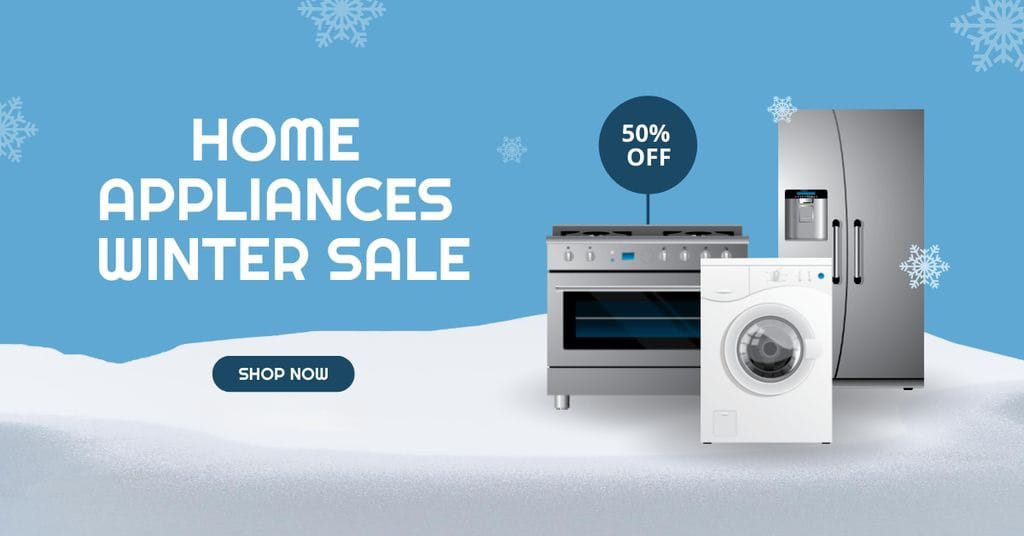 HOME
APPLIANCES
WINTER SALE
SHOP NOW
50%
OFF